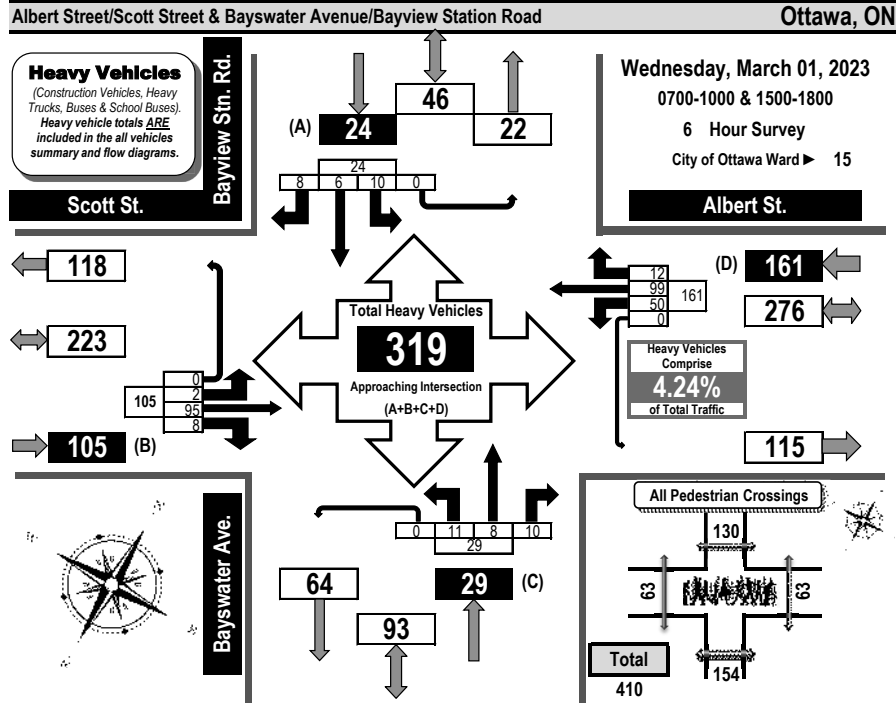 Albert Street/Scott Street & Bayswater Avenue/Bayview Station Road
Ottawa, ON
Heavy Vehicles
(Construction Vehicles, Heavy
Trucks, Buses & School Buses).
Heavy vehicle totals ARE
included in the all vehicles
summary and flow diagrams.
Bayview Stn. Rd.
Scott St.
Wednesday, March 01, 2023
0700-1000 & 1500-1800
6 Hour Survey
City of Ottawa Ward ► 15
Albert St.
46
(A) 24
22
24
8 6 10 0
118
223
0
2
95
8
105
105 (B)
Total Heavy Vehicles
319
Approaching Intersection
(A+B+C+D)
12
99
50
0
161
(D) 161
276
Heavy Vehicles
Comprise
4.24%
of Total Traffic
115
Bayswater Ave.
0 11 8 10
29
64
29 (C)
93
All Pedestrian Crossings
130
63
63
154
Total
410